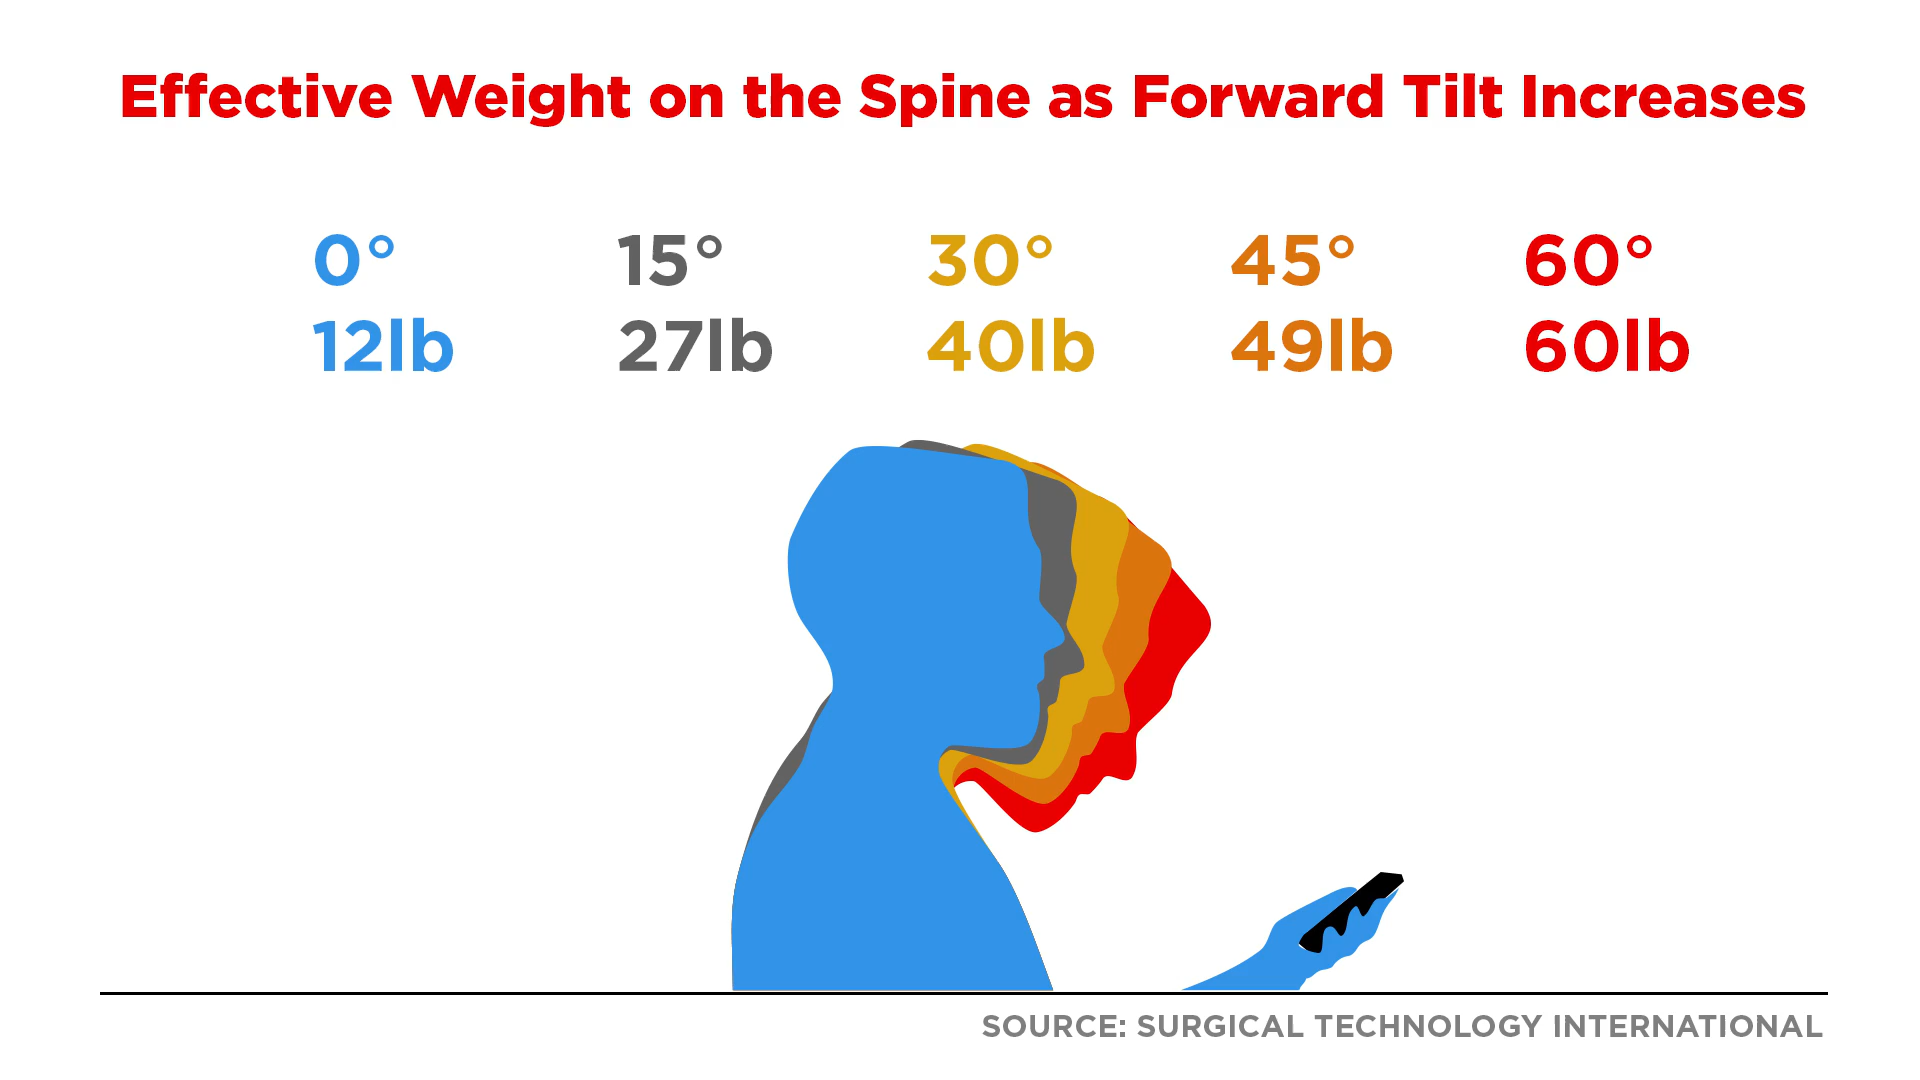 Effective Weight on the Spine as Forward Tilt Increases
0° 15° 30° 45° 60°
12lb 27lb 40lb 49lb 60lb
SOURCE: SURGICAL TECHNOLOGY INTERNATIONAL